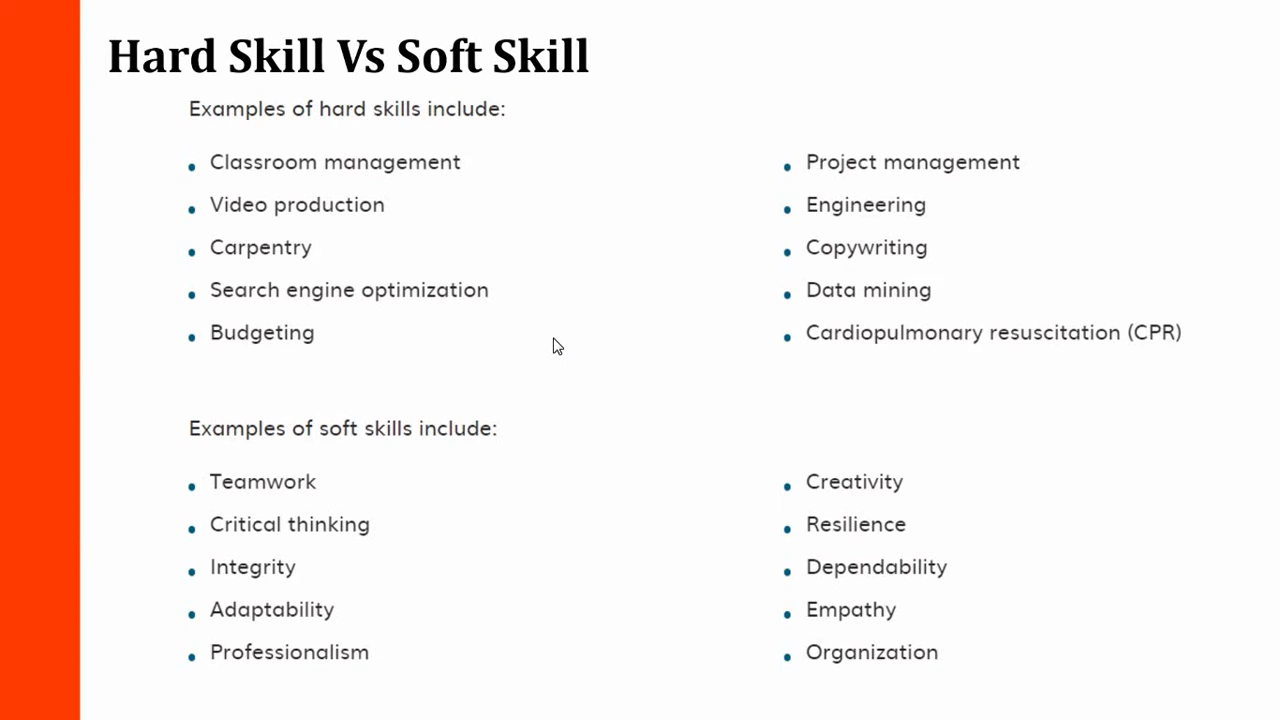 Hard Skill Vs Soft Skill
Examples of hard skills include:
Classroom management
Video production
Carpentry
Search engine optimization
Budgeting
Project management
Engineering
Copywriting
Data mining
Cardiopulmonary resuscitation (CPR)
Examples of soft skills include:
Teamwork
Critical thinking
Integrity
Adaptability
Professionalism
Creativity
Resilience
Dependability
Empathy
Organization